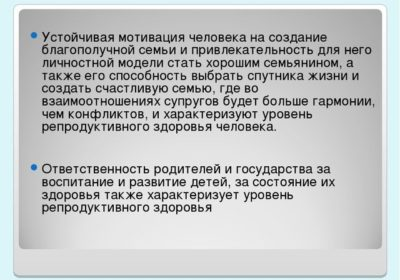 Устойчивая мотивация человека на создание
благополучной семьи и привлекательность для него
личностной модели стать хорошим семьянином, а
также его способность выбрать спутника жизни и
создать счастливую семью, где во
взаимоотношениях супругов будет больше гармонии,
чем конфликтов, и характеризуют уровень
репродуктивного здоровья человека.
Ответственность родителей и государства за
воспитание и развитие детей, за состояние их
здоровья также характеризует уровень
репродуктивного здоровья